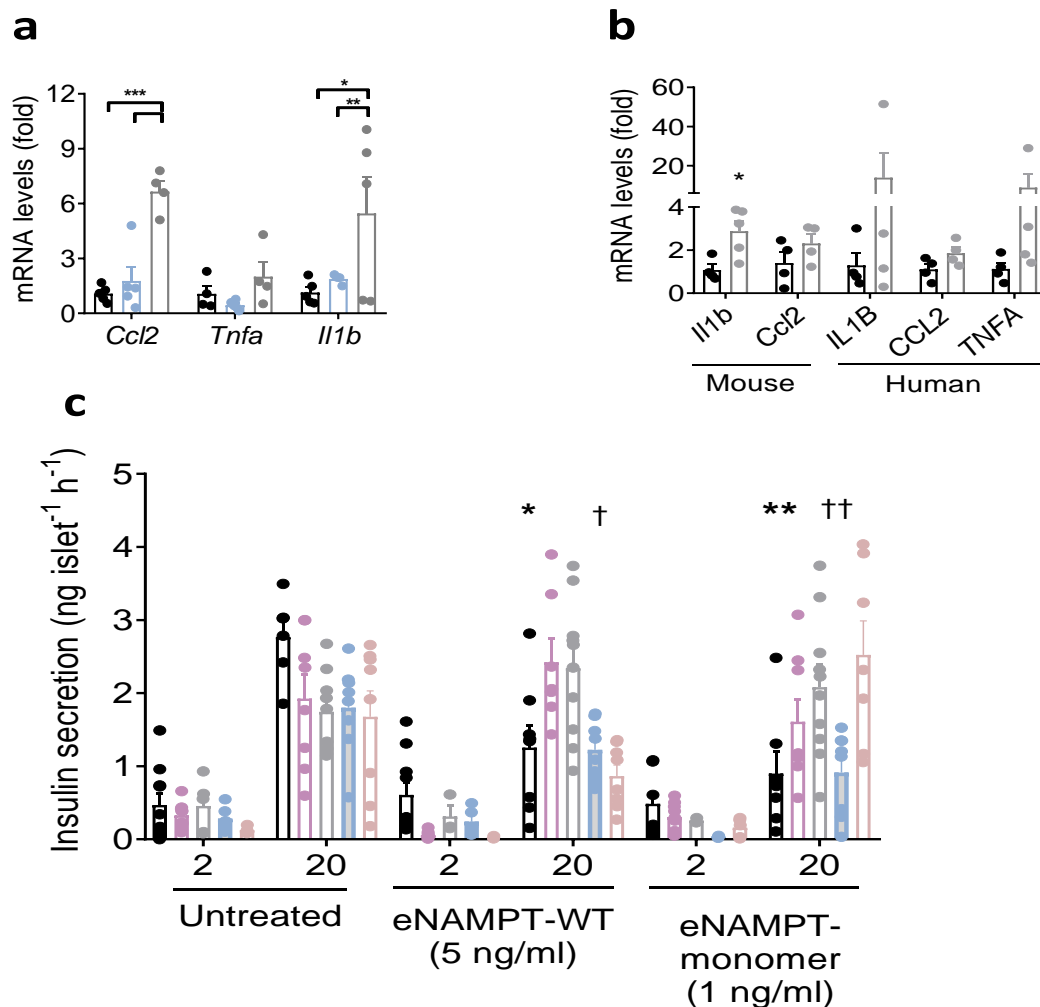 a
mRNA levels (fold)
12
9
6
3
0
***
*
**
Ccl2
Tnfa
Il1b
b
mRNA levels (fold)
60
40
20
4
2
0
*
Il1b
Ccl2
IL1B
CCL2
TNFA
Mouse
Human
c
Insulin secretion (ng islet⁻¹ h⁻¹)
5
4
3
2
1
0
*
†
**
††
2
20
2
20
2
20
Untreated
eNAMPT-WT
(5 ng/ml)
eNAMPT-
monomer
(1 ng/ml)